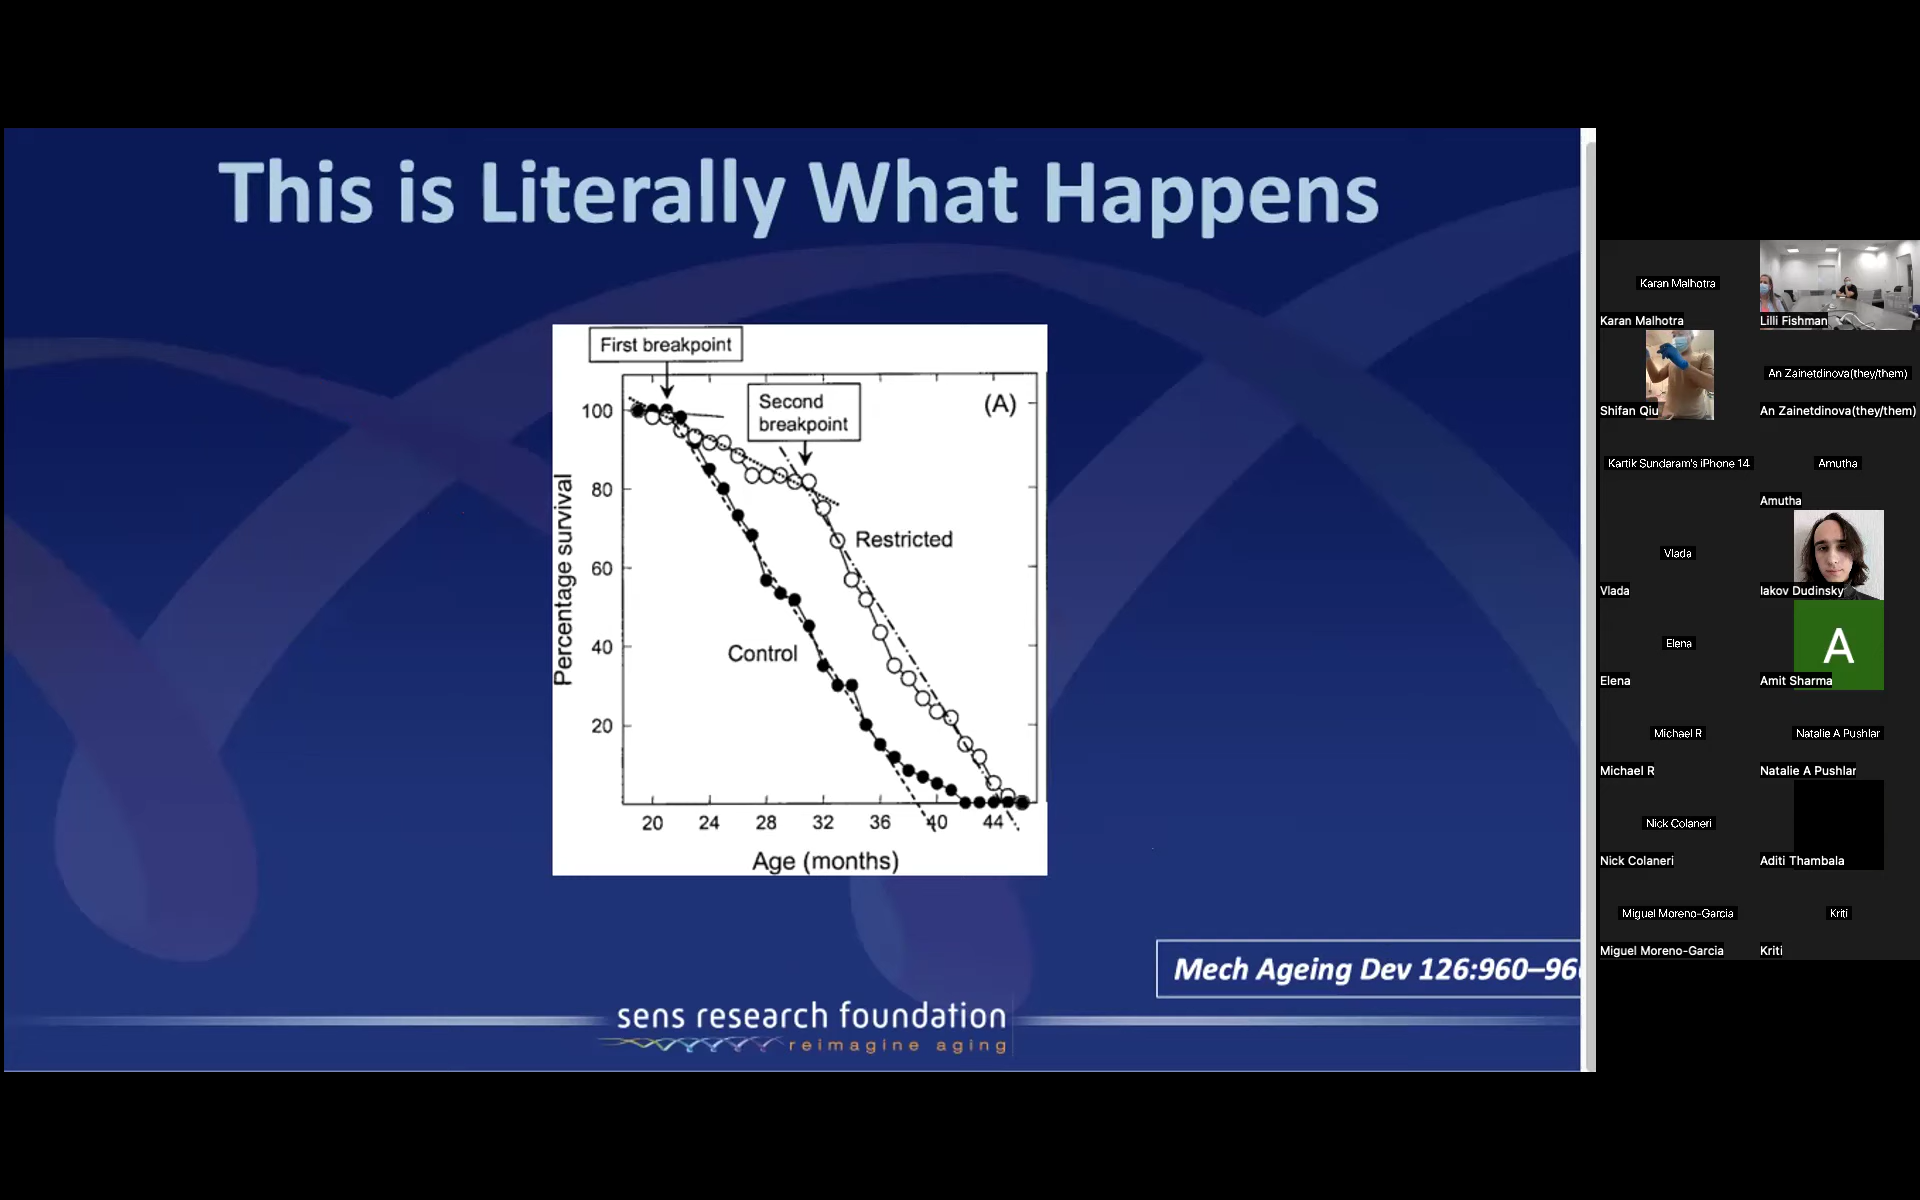 This is Literally What Happens
First breakpoint
Second
breakpoint
(A)
100
80
60
40
20
Percentage survival
Restricted
Control
20 24 28 32 36 40 44
Age (months)
Mech Ageing Dev 126:960–96
sens research foundation
reimagine aging
Karan Malhotra
Karan Malhotra
Lilli Fishman
Shifan Qiu
An Zainetdinova(they/them)
An Zainetdinova(they/them)
Kartik Sundaram's iPhone 14
Amutha
Amutha
Vlada
Vlada
Iakov Dudinsky
Elena
Elena
A
Amit Sharma
Michael R
Michael R
Natalie A Pushlar
Natalie A Pushlar
Nick Colaneri
Nick Colaneri
Aditi Thambala
Miguel Moreno-Garcia
Miguel Moreno-Garcia
Kriti
Kriti